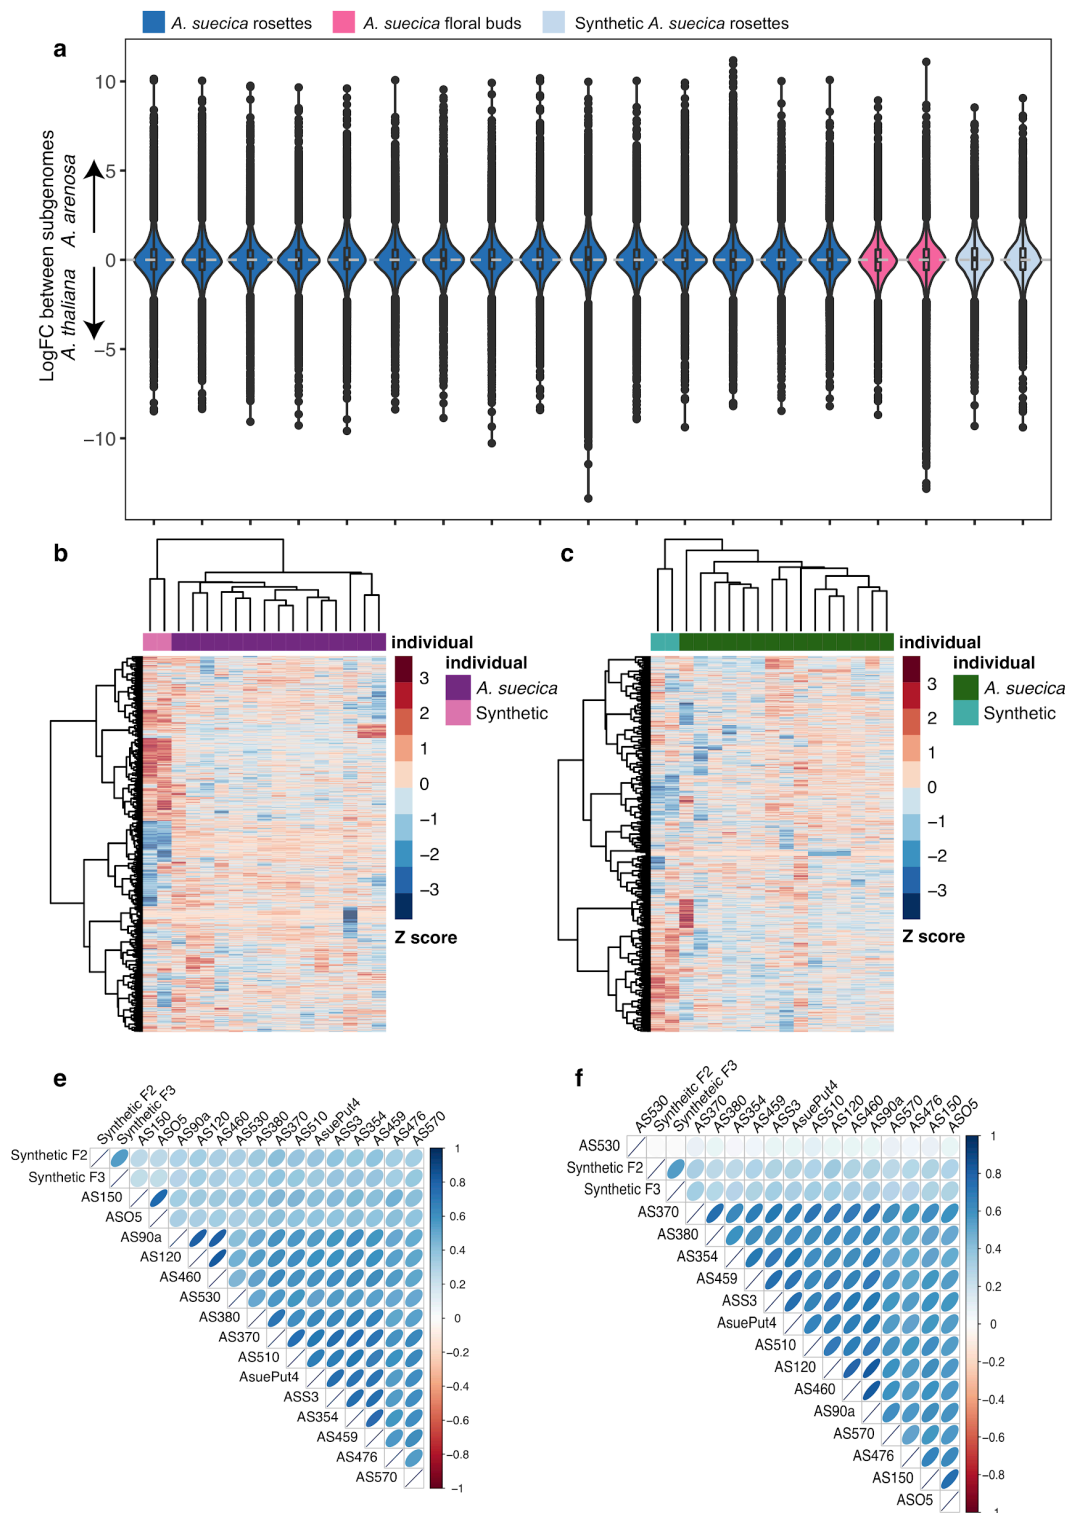 A. suecica rosettes
A. suecica floral buds
Synthetic A. suecica rosettes
a
LogFC between subgenomes
A. thaliana
A. arenosa
10
5
0
−5
−10
b
individual
individual
A. suecica
Synthetic
3
2
1
0
−1
−2
−3
Z score
c
individual
individual
A. suecica
Synthetic
3
2
1
0
−1
−2
−3
Z score
e
Synthetic F2
Synthetic F3
AS150
ASO5
AS90a
AS120
AS460
AS530
AS380
AS370
AS510
AsuePut4
ASS3
AS354
AS459
AS476
AS570
Synthetic F2
Synthetic F3
AS150
ASO5
AS90a
AS120
AS460
AS530
AS380
AS370
AS510
AsuePut4
ASS3
AS354
AS459
AS476
AS570
1
0.8
0.6
0.4
0.2
0
−0.2
−0.4
−0.6
−0.8
−1
f
AS530
Syntheitc F2
Syntheteic F3
AS370
AS380
AS354
AS459
ASS3
AsuePut4
AS510
AS120
AS460
AS90a
AS570
AS476
AS150
ASO5
AS530
Synthetic F2
Synthetic F3
AS370
AS380
AS354
AS459
ASS3
AsuePut4
AS510
AS120
AS460
AS90a
AS570
AS476
AS150
ASO5
1
0.8
0.6
0.4
0.2
0
−0.2
−0.4
−0.6
−0.8
−1